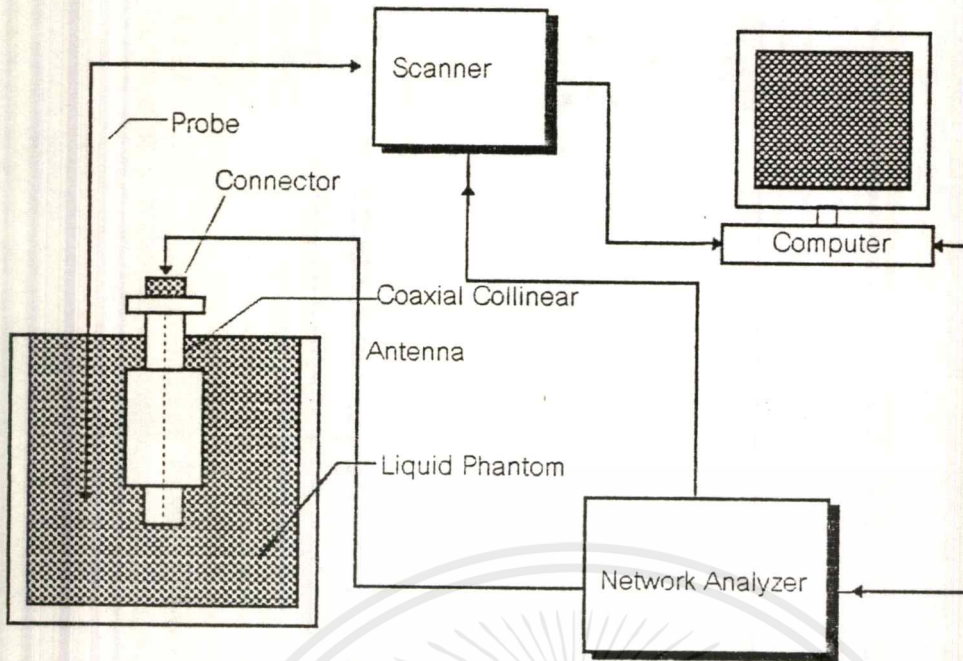 Scanner
Probe
Connector
Computer
Coaxial Collinear
Antenna
Liquid Phantom
Network Analyzer